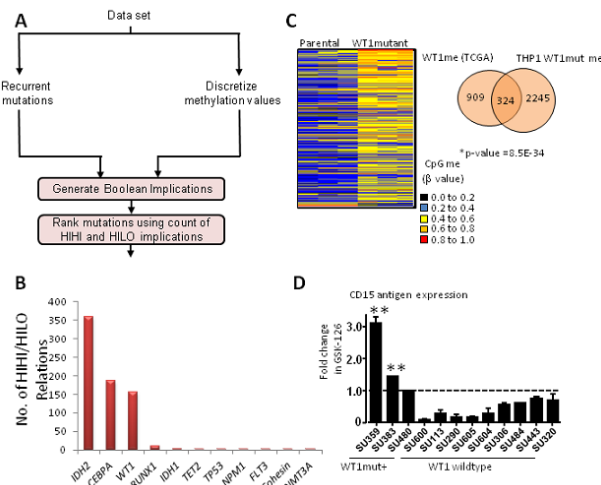 A
Data set
Recurrent
mutations
Discretize
methylation values
Generate Boolean Implications
Rank mutations using count of
HIHI and HILO implications
B
No. of HIHI/HILO
Relations
400
350
300
250
200
150
100
50
0
IDH2
CEBPA
WT1
RUNX1
IDH1
TET2
TP53
NPM1
FLT3
C
Parental
WT1mutant
WT1me (TCGA)
THP1 WT1mut me
909
324
2245
*p-value =8.5E-34
CpG me
(β value)
0.0 to 0.2
0.2 to 0.4
0.4 to 0.6
0.6 to 0.8
0.8 to 1.0
D
CD15 antigen expression
Fold change
in GSK-126
3.0
2.0
1.0
0.0
**
**
SU359
SU383
SU480
SU600
SU113
SU290
SU605
SU604
SU306
SU484
SU443
SU320
WT1mut+
WT1 wildtype